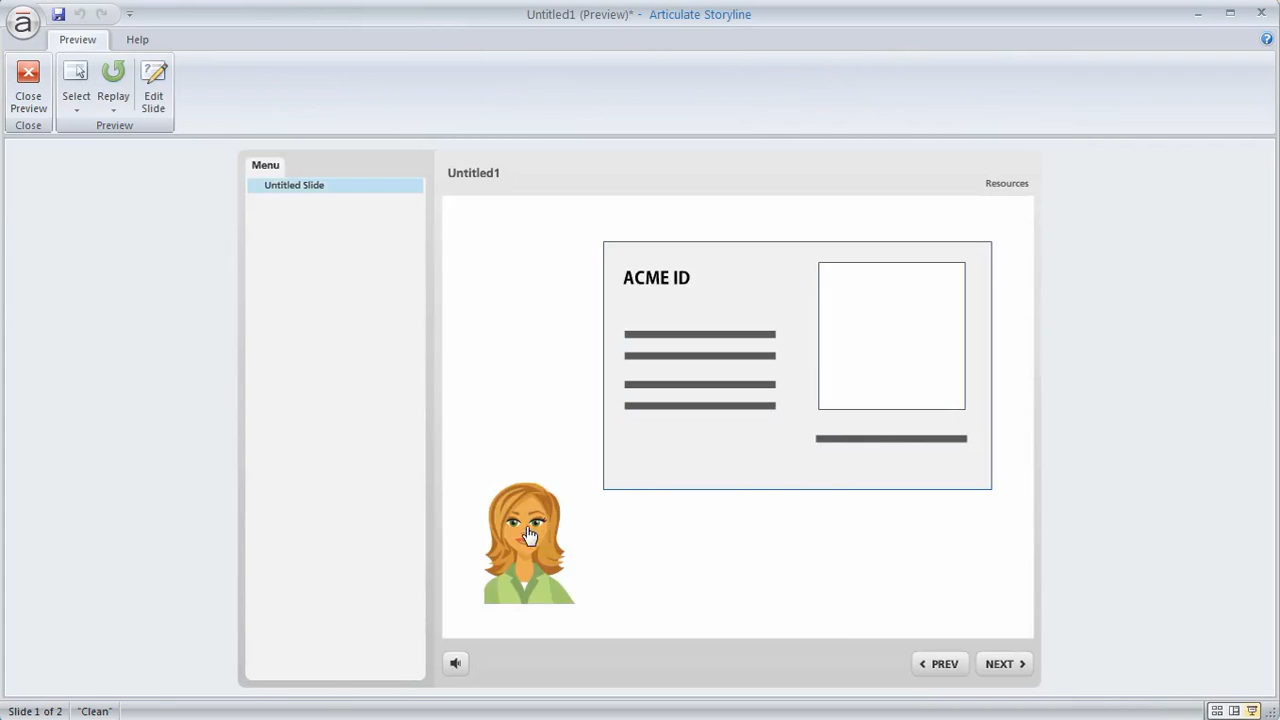 Untitled1 (Preview)* - Articulate Storyline
Preview Help
Close Preview
Select
Replay
Edit Slide
Close
Preview
Menu
Untitled Slide
Untitled1
Resources
ACME ID
PREV
NEXT
Slide 1 of 2 "Clean"